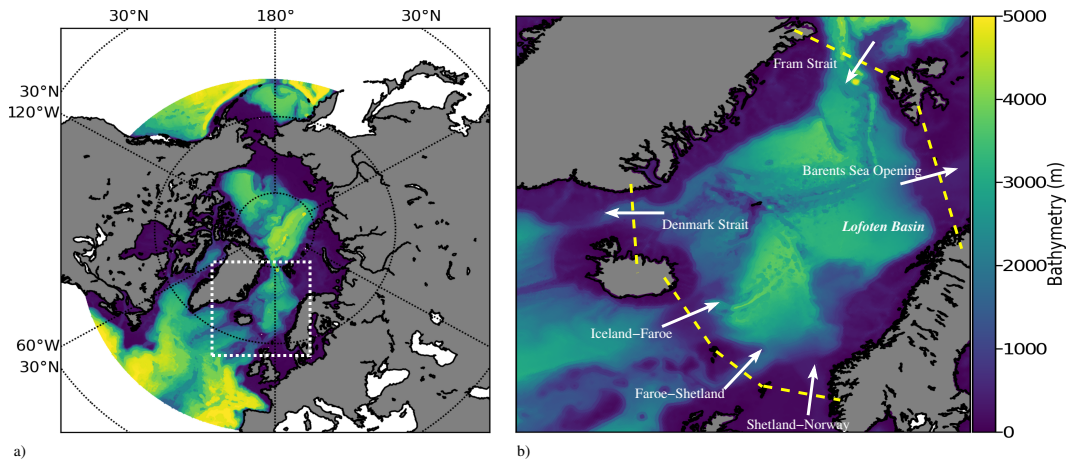 30°N 180° 30°N
30°N
120°W
60°W
30°N
a)
Fram Strait
Barents Sea Opening
Denmark Strait
Lofoten Basin
Iceland−Faroe
Faroe−Shetland
Shetland−Norway
b)
5000
4000
3000
2000
1000
0
Bathymetry (m)